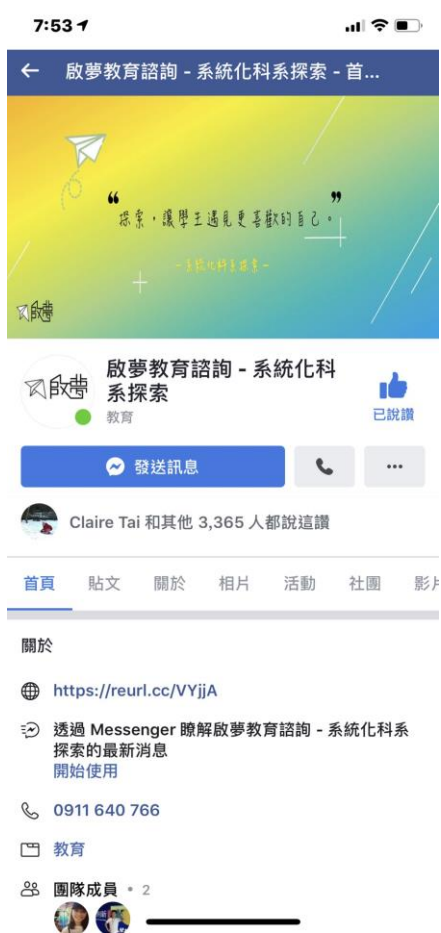 7:53
啟夢教育諮詢 - 系統化科系探索 - 首...
“ ”
探索，讓學生遇見更喜歡的自己。
- 系統化科系探索 -
啟夢
啟夢
啟夢教育諮詢 - 系統化科
系探索
教育
已說讚
發送訊息
Claire Tai 和其他 3,365 人都說這讚
首頁 貼文 關於 相片 活動 社團 影片
關於
https://reurl.cc/VYjjA
透過 Messenger 瞭解啟夢教育諮詢 - 系統化科系
探索的最新消息
開始使用
0911 640 766
教育
團隊成員 • 2